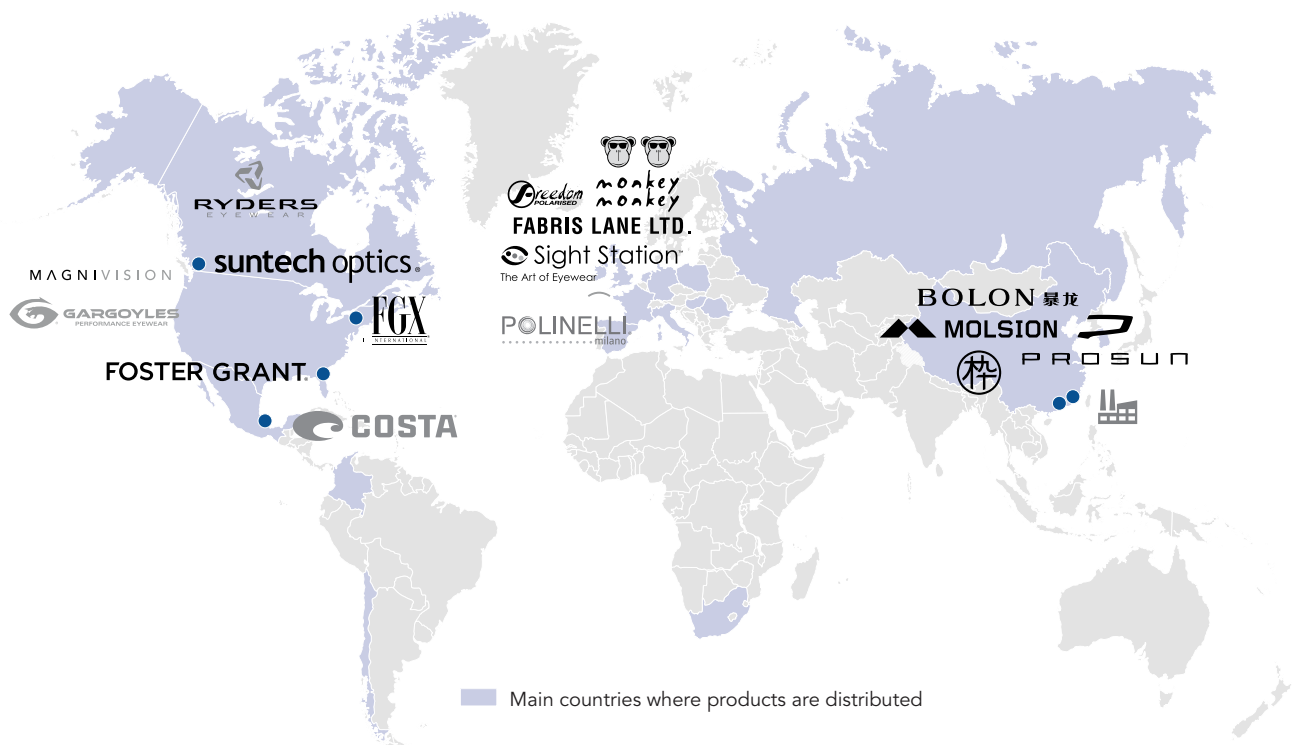 RYDERS
EYEWEAR
MAGNIVISION
suntech optics®
GARGOYLES®
PERFORMANCE EYEWEAR
FGX
INTERNATIONAL
FOSTER GRANT®
COSTA
Freedom
POLARISED
monkey
monkey
FABRIS LANE LTD.
Sight Station
The Art of Eyewear
POLINELLI
milano
BOLON 暴龙
MOLSION
PROSUN
枠
Main countries where products are distributed